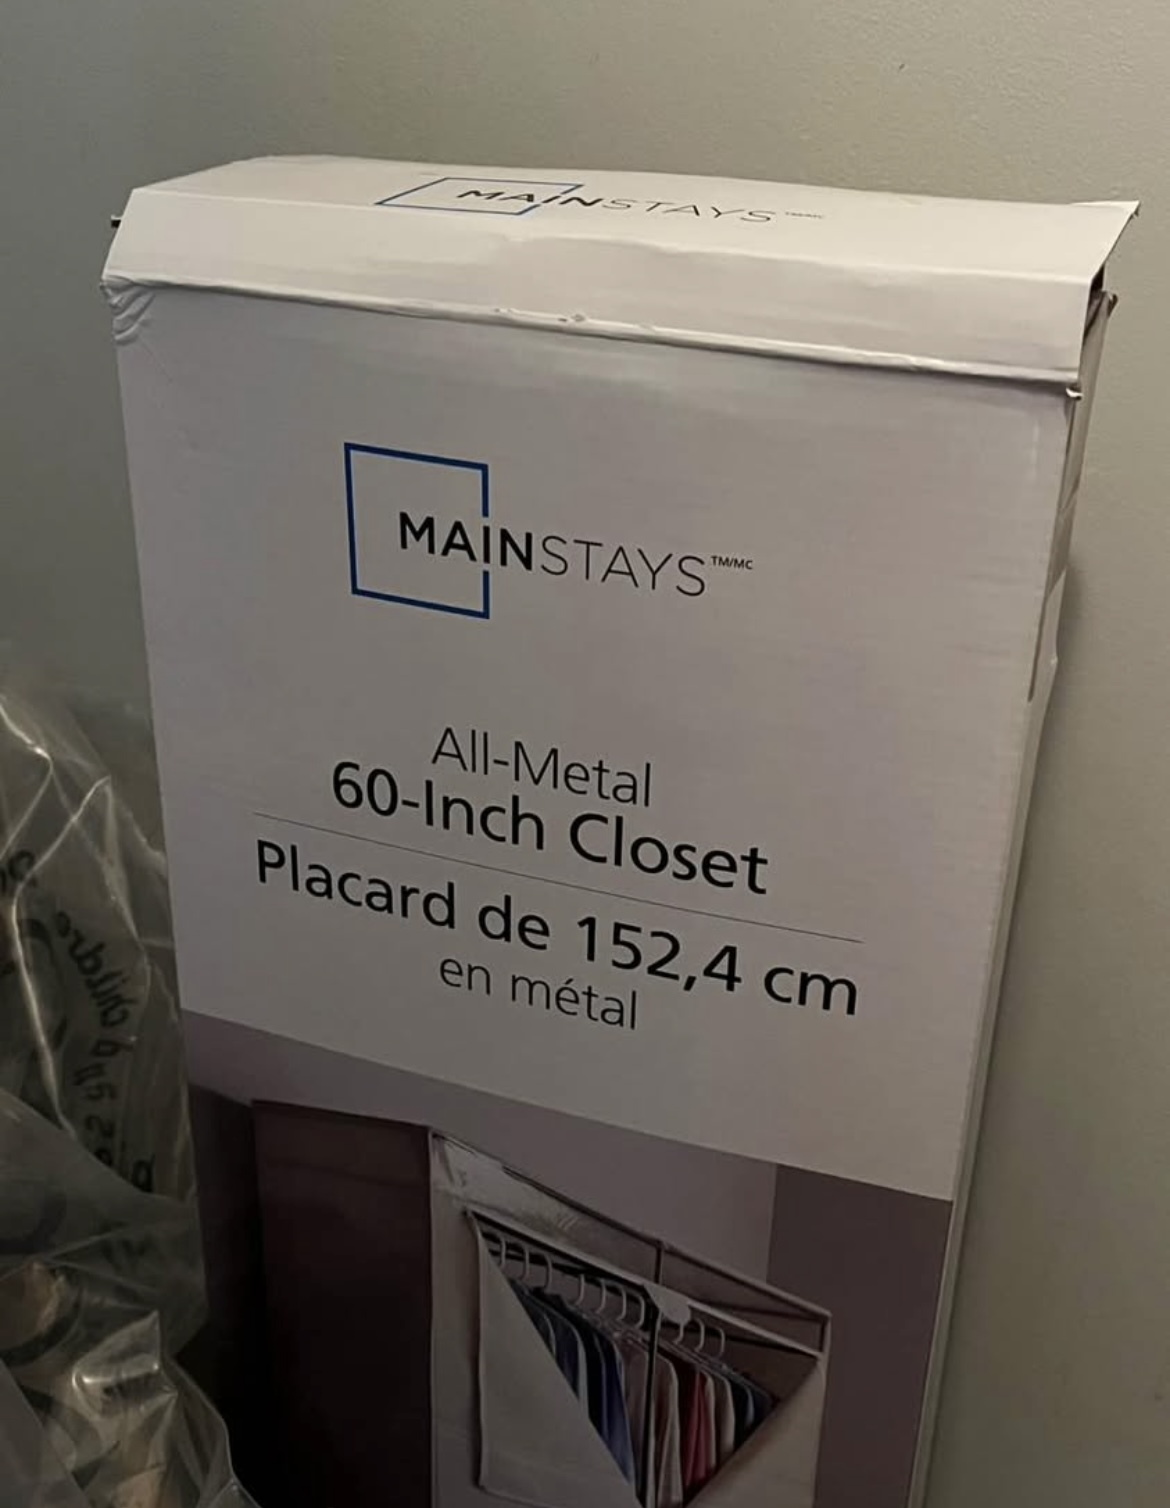 MAINSTAYS
MAINSTAYS™/MC
All-Metal
60-Inch Closet
Placard de 152,4 cm
en métal